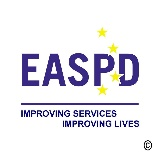 EASPD
IMPROVING SERVICES
IMPROVING LIVES
©